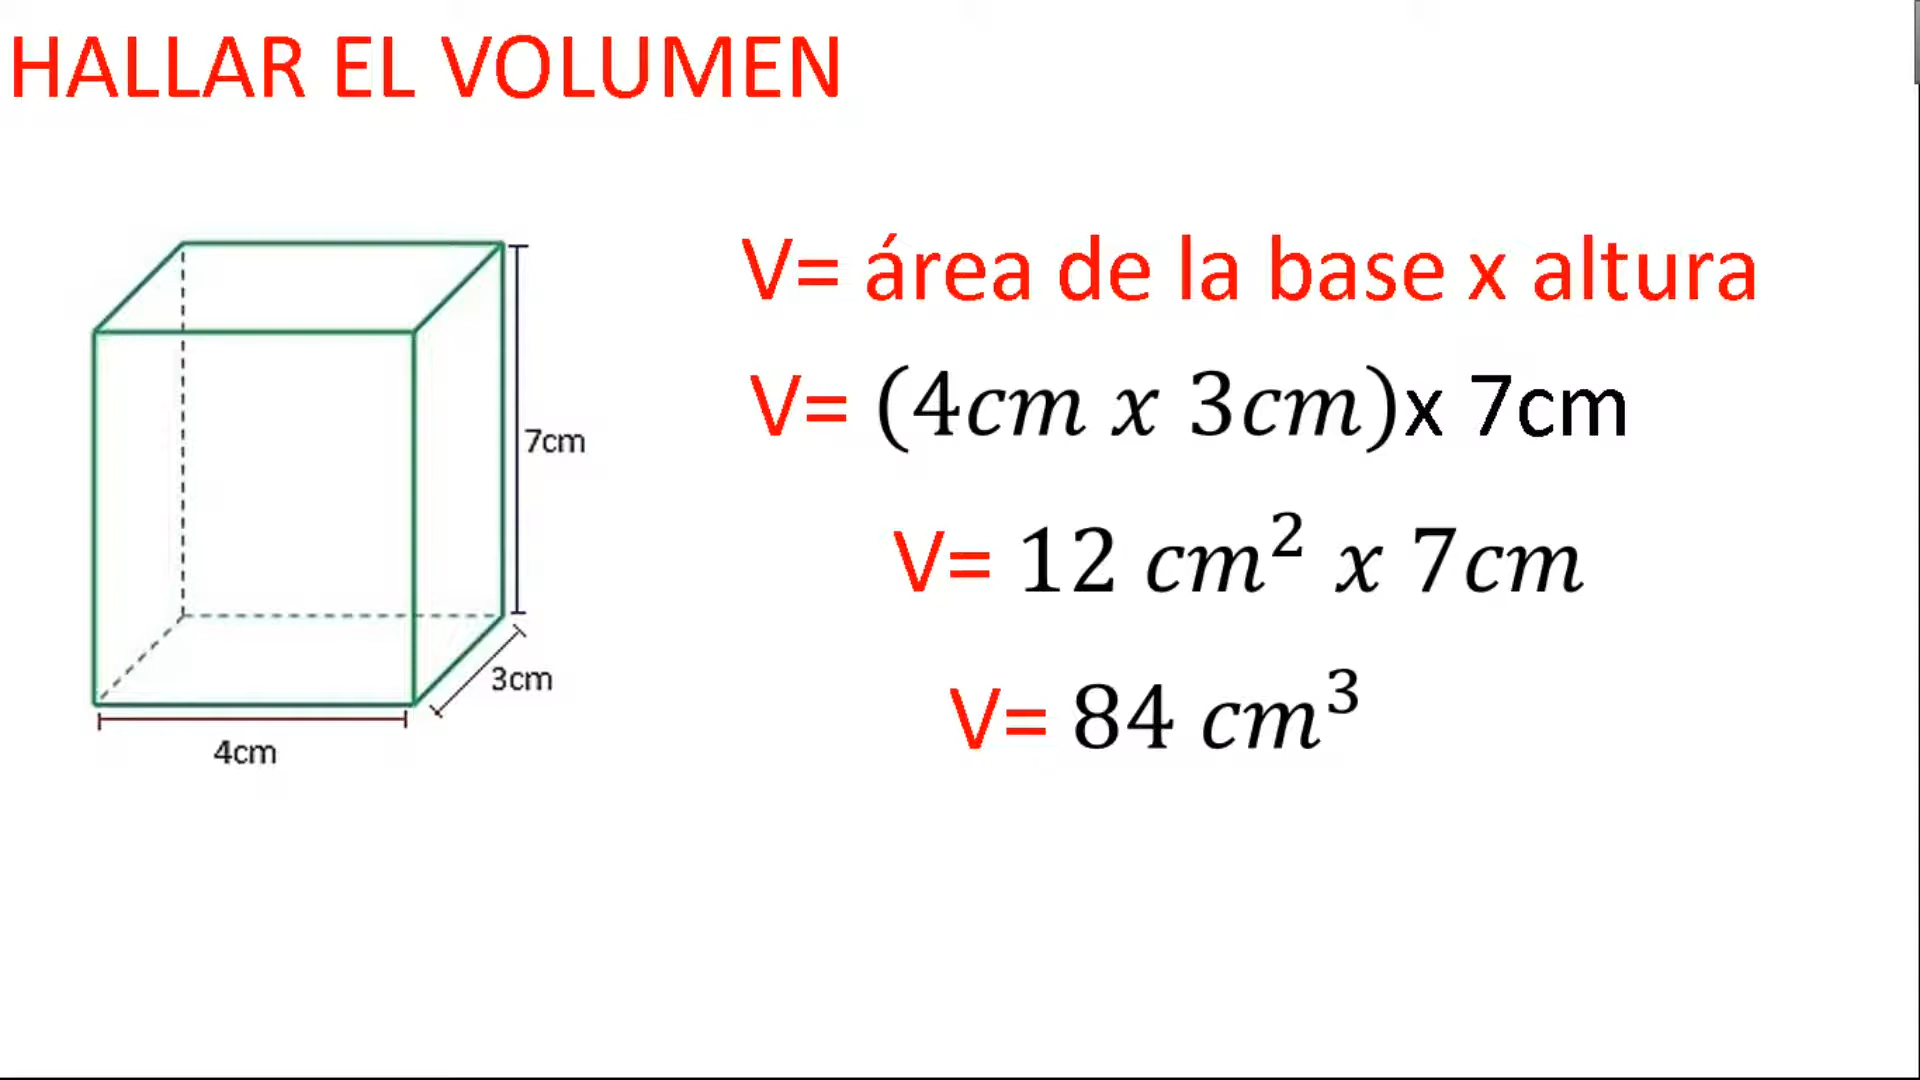 HALLAR EL VOLUMEN
V= área de la base x altura
V= (4cm x 3cm)x 7cm
7cm
V= 12 cm² x 7cm
3cm
V= 84 cm³
4cm